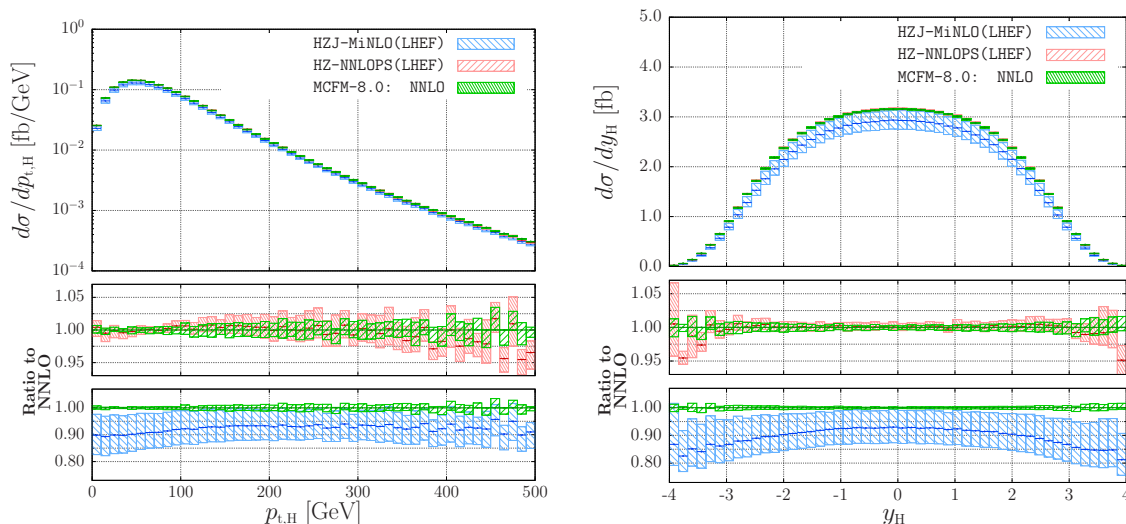 HZJ-MiNLO(LHEF)
HZ-NNLOPS(LHEF)
MCFM-8.0: NNLO
dσ/dp_{t,H} [fb/GeV]
10^0
10^{-1}
10^{-2}
10^{-3}
10^{-4}
1.05
1.00
0.95
Ratio to
NNLO
1.00
0.90
0.80
0 100 200 300 400 500
p_{t,H} [GeV]
HZJ-MiNLO(LHEF)
HZ-NNLOPS(LHEF)
MCFM-8.0: NNLO
dσ/dy_H [fb]
5.0
4.0
3.0
2.0
1.0
0.0
1.05
1.00
0.95
Ratio to
NNLO
1.00
0.90
0.80
-4 -3 -2 -1 0 1 2 3 4
y_H